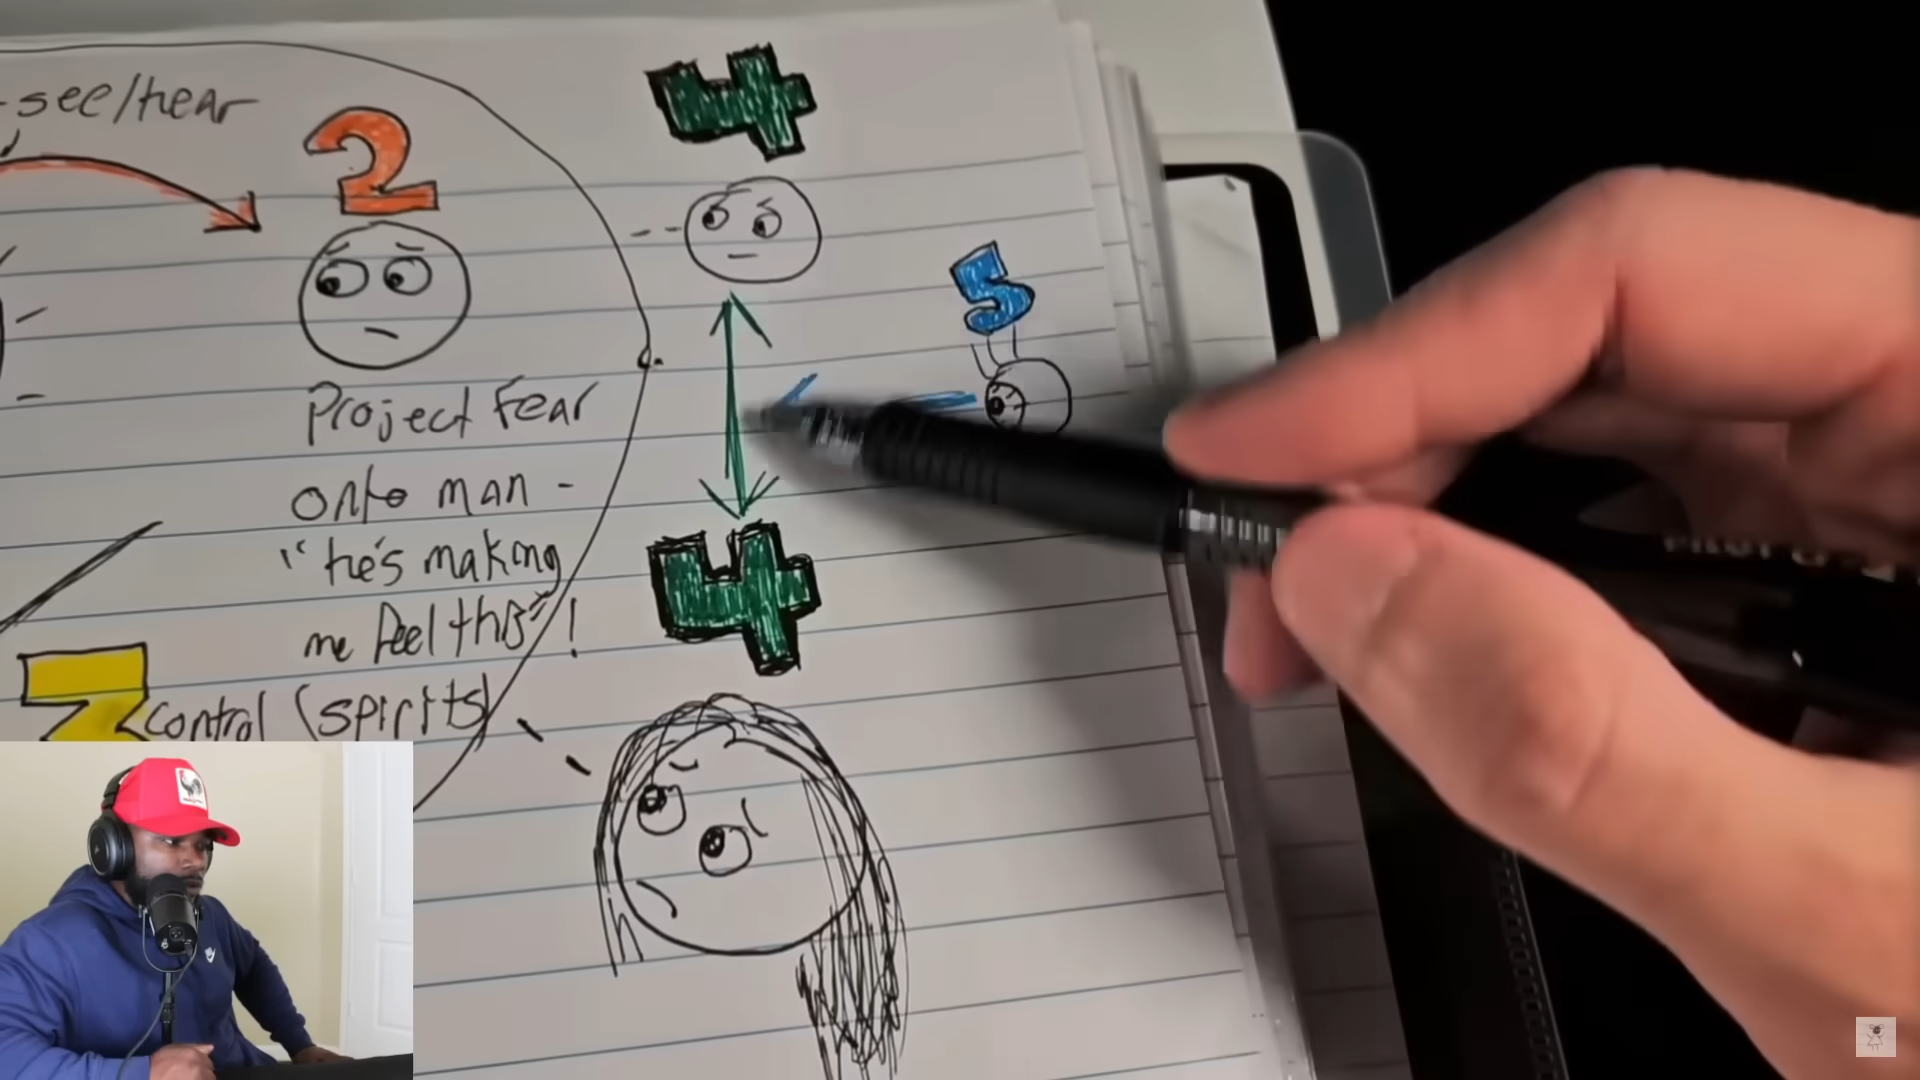 -see/hear
2
4
5
Project Fear
onto man -
"he's making
me feel this"!
4
control (spirits)